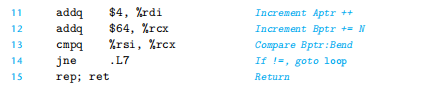 11 addq $4, %rdi Increment Aptr ++
12 addq $64, %rcx Increment Bptr += N
13 cmpq %rsi, %rcx Compare Bptr:Bend
14 jne .L7 If !=, goto loop
15 rep; ret Return